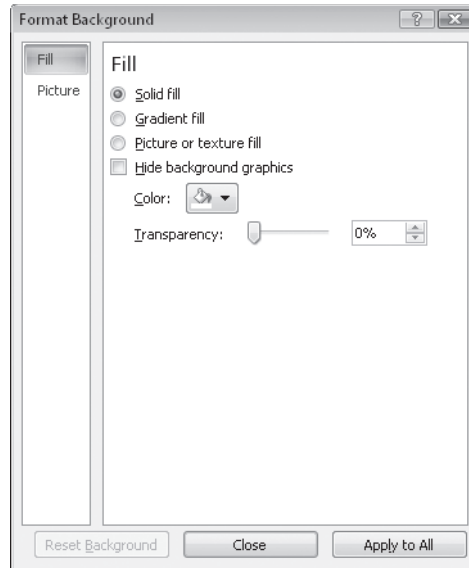 Format Background
Fill
Picture
Fill
Solid fill
Gradient fill
Picture or texture fill
Hide background graphics
Color:
Transparency: 0%
Reset Background Close Apply to All